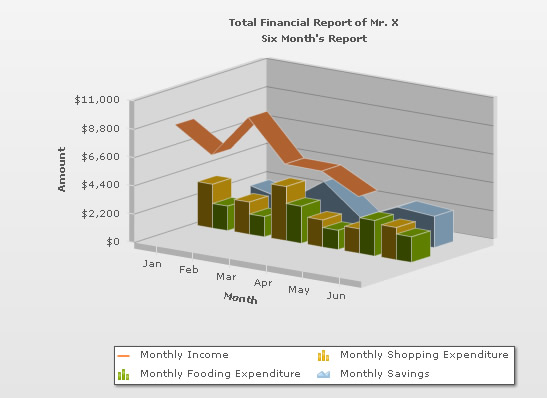 Total Financial Report of Mr. X
Six Month's Report
$11,000
$8,800
$6,600
$4,400
$2,200
$0
Amount
Jan
Feb
Mar
Apr
May
Jun
Month
Monthly Income
Monthly Shopping Expenditure
Monthly Fooding Expenditure
Monthly Savings